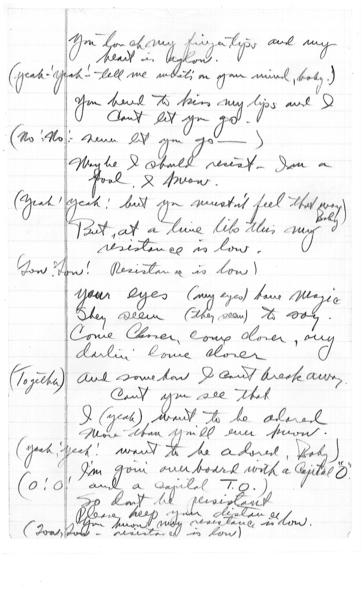 You touch my fingertips and my
heart is aglow.
(yeah! yeah! - tell me what's on your mind, baby.)
You bend to kiss my lips and I
Can't let you go.
(No! No! never let you go —)
Maybe I should resist - I am a
fool, I know.
(Yeah! yeah! but you mustn't feel that way Baby)
But, at a time like this my
resistance is low.
Low! Low! Resistance is low)
Your eyes (my eyes) have magic
They seem (they seem) to say.
Come closer, come closer, my
darlin' come closer
(Together) and somehow I can't break away.
Can't you see that
I (yeah) want to be adored
more than you'll ever know.
(yeah! yeah! want to be adored, Baby)
I'm goin' overboard with a Capital "O"
(O! O! and a capital T.O.)
So don't be persistent
Please keep your distance
You know my resistance is low.
(Low, Low - resistance is low)